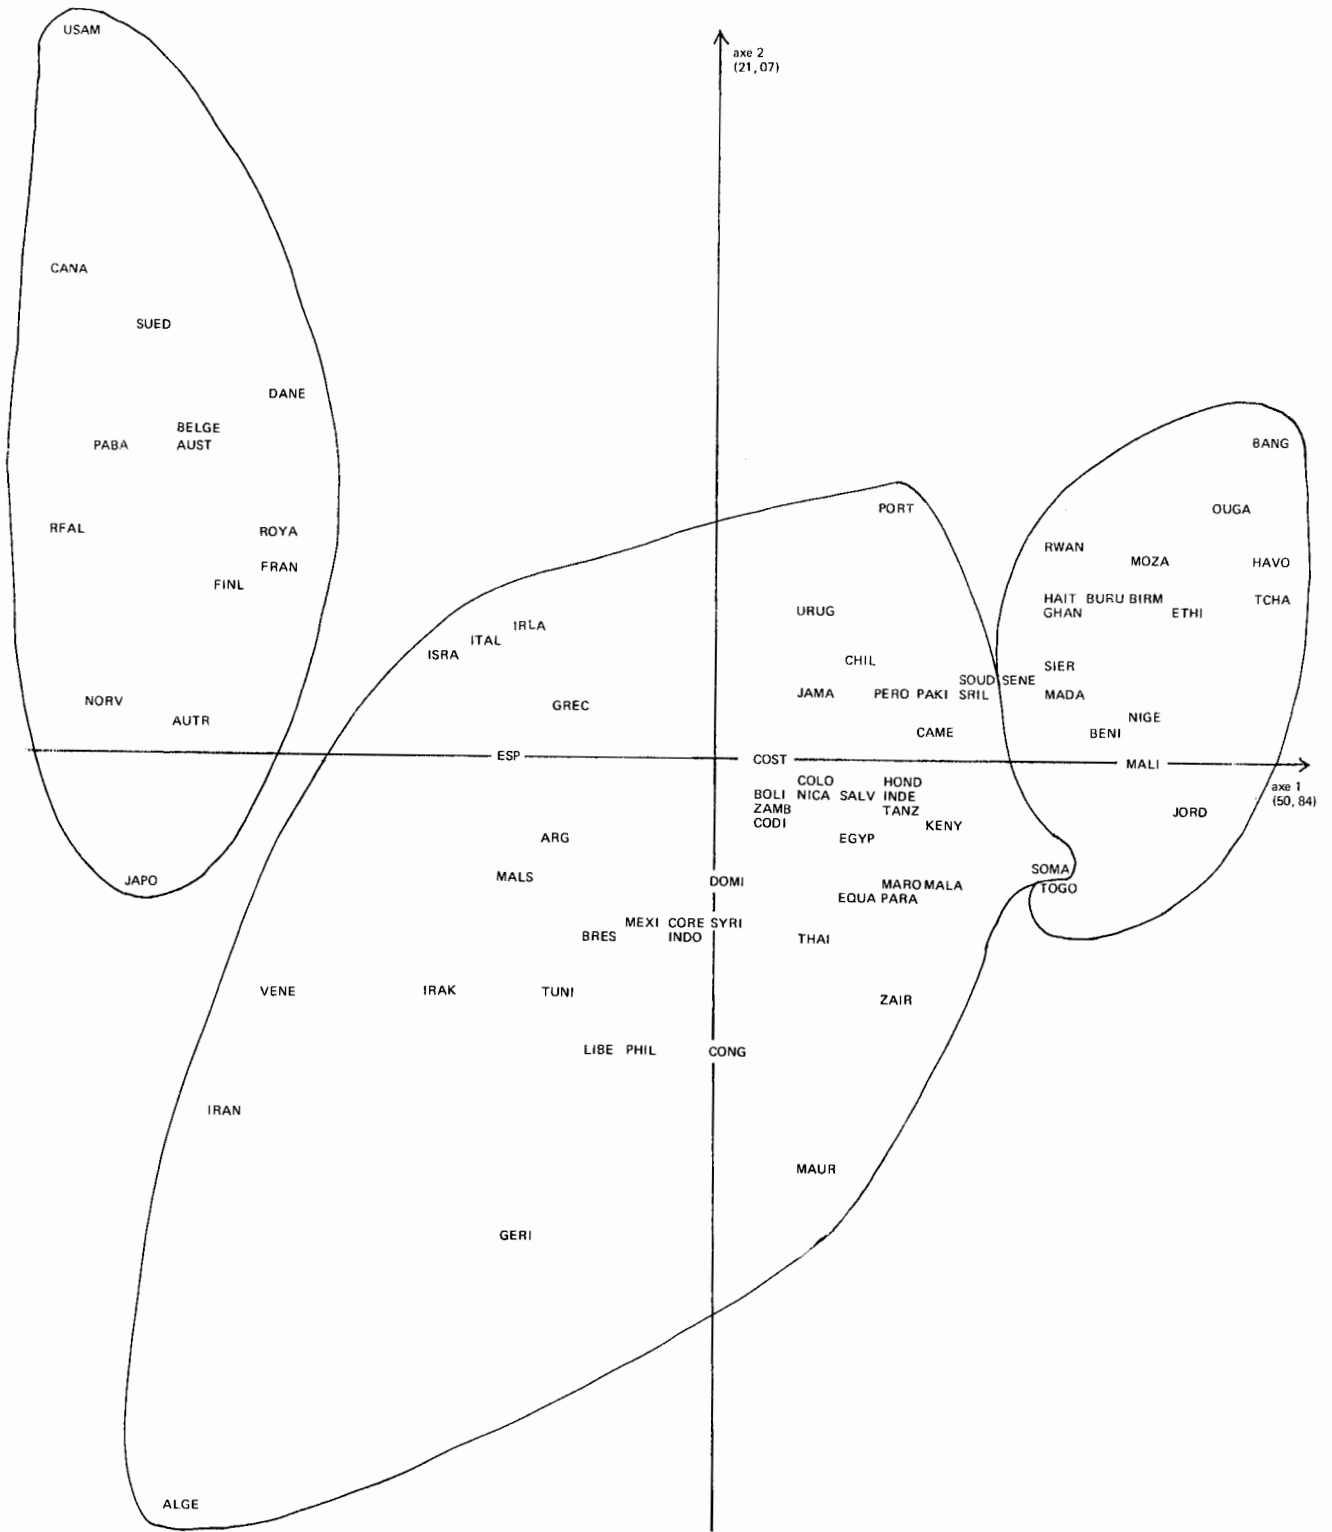 USAM
axe 2
(21,07)
CANA
SUED
DANE
BELGE
PABA AUST
BANG
RFAL
ROYA
PORT
OUGA
FRAN
RWAN
MOZA
HAVO
FINL
HAIT BURU BIRM
TCHA
URUG
GHAN
ETHI
IRLA
ITAL
ISRA
CHIL
SIER
SOUD SENE
JAMA
PERO PAKI SRIL
MADA
NORV
GREC
NIGE
AUTR
CAME
BENI
ESP
COST
MALI
COLO
HOND
axe 1
(50, 84)
BOLI NICA SALV INDE
ZAMB
TANZ
JORD
CODI
KENY
ARG
EGYP
SOMA
MALS
JAPO
DOMI
MARO MALA
TOGO
EQUA PARA
MEXI CORE SYRI
BRES
INDO
THAI
VENE
IRAK
TUNI
ZAIR
LIBE PHIL
CONG
IRAN
MAUR
GERI
ALGE